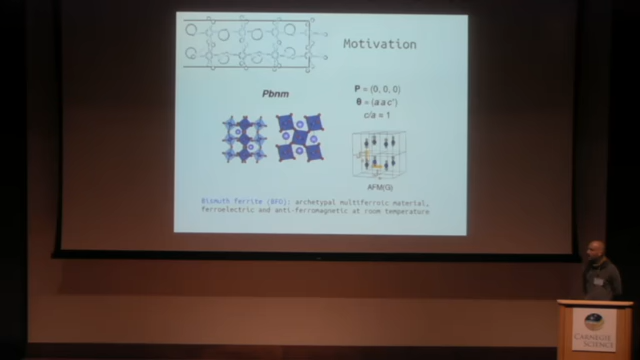 Motivation
Pbnm
P = (0, 0, 0)
c/a ≈ 1
AFM(G)
Bismuth ferrite (BFO): archetypal multiferroic material,
ferroelectric and anti-ferromagnetic at room temperature
CARNEGIE
SCIENCE